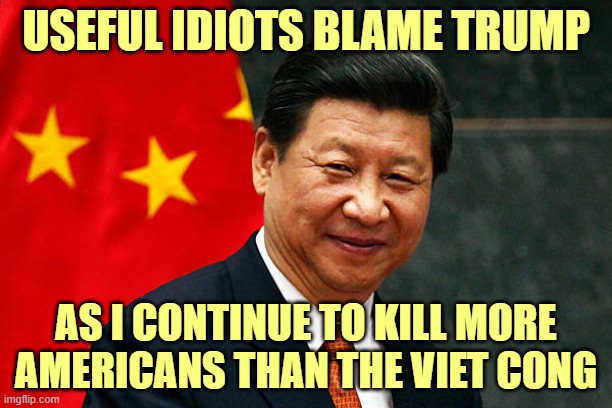 USEFUL IDIOTS BLAME TRUMP
AS I CONTINUE TO KILL MORE
AMERICANS THAN THE VIET CONG
imgflip.com